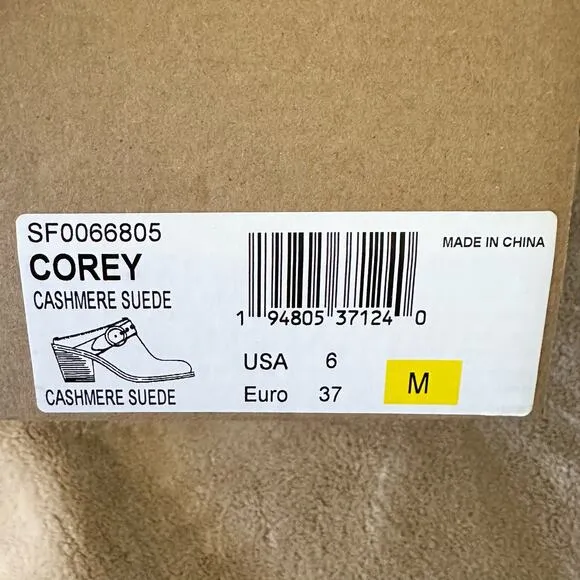 SF0066805
COREY
CASHMERE SUEDE
CASHMERE SUEDE
1 94805 37124 0
USA 6
Euro 37
M
MADE IN CHINA